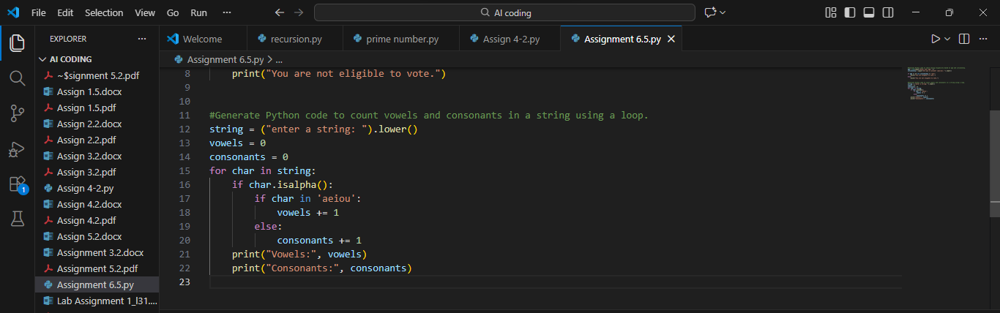 File Edit Selection View Go Run ··· AI coding
EXPLORER ···
AI CODING
~$signment 5.2.pdf
Assign 1.5.docx
Assign 1.5.pdf
Assign 2.2.docx
Assign 2.2.pdf
Assign 3.2.docx
Assign 3.2.pdf
Assign 4-2.py
Assign 4.2.docx
Assign 4.2.pdf
Assign 5.2.docx
Assignment 3.2.docx
Assignment 5.2.pdf
Assignment 6.5.py
Lab Assignment 1_l31....
1
Welcome recursion.py prime number.py Assign 4-2.py Assignment 6.5.py
Assignment 6.5.py > ...
8 print("You are not eligible to vote.")
9
10
11 #Generate Python code to count vowels and consonants in a string using a loop.
12 string = ("enter a string: ").lower()
13 vowels = 0
14 consonants = 0
15 for char in string:
16 if char.isalpha():
17 if char in 'aeiou':
18 vowels += 1
19 else:
20 consonants += 1
21 print("Vowels:", vowels)
22 print("Consonants:", consonants)
23